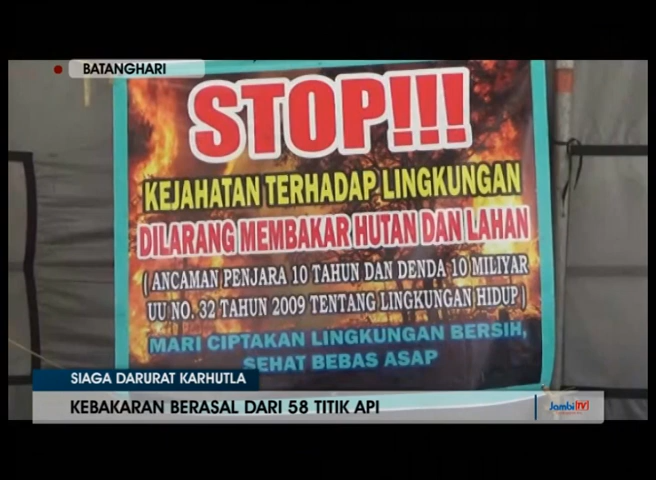 BATANGHARI
STOP!!!
KEJAHATAN TERHADAP LINGKUNGAN
DILARANG MEMBAKAR HUTAN DAN LAHAN
( ANCAMAN PENJARA 10 TAHUN DAN DENDA 10 MILIYAR
UU NO. 32 TAHUN 2009 TENTANG LINGKUNGAN HIDUP )
MARI CIPTAKAN LINGKUNGAN BERSIH,
SEHAT BEBAS ASAP
SIAGA DARURAT KARHUTLA
KEBAKARAN BERASAL DARI 58 TITIK API
Jambi TV